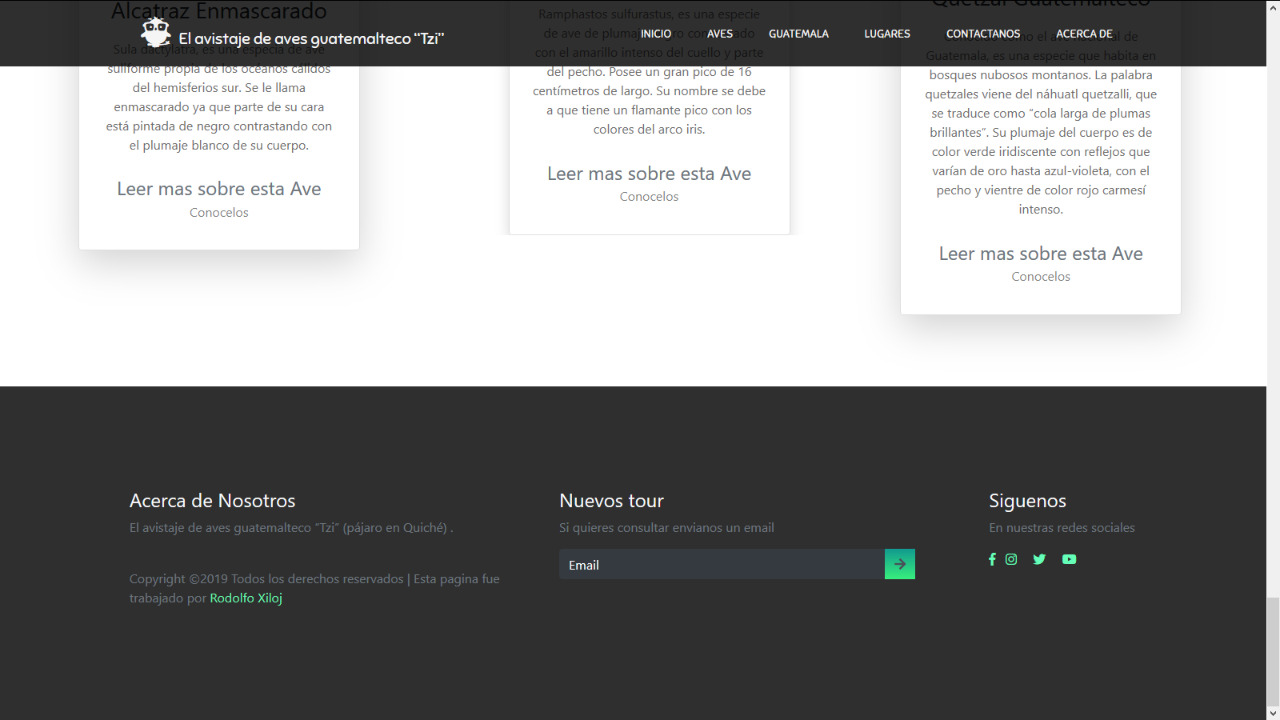 El avistaje de aves guatemalteco “Tzi”
INICIO
AVES
GUATEMALA
LUGARES
CONTACTANOS
ACERCA DE
Alcatraz Enmascarado
Sula dactylatra, es una especia de ave
suliforme propia de los océanos cálidos
del hemisferios sur. Se le llama
enmascarado ya que parte de su cara
está pintada de negro contrastando con
el plumaje blanco de su cuerpo.
Leer mas sobre esta Ave
Conocelos
Ramphastos sulfurastus, es una especie
de ave de plumaje
con el amarillo intenso del cuello y parte
del pecho. Posee un gran pico de 16
centímetros de largo. Su nombre se debe
a que tiene un flamante pico con los
colores del arco iris.
Leer mas sobre esta Ave
Conocelos
Quetzal Guatemalteco
de
Guatemala, es una especie que habita en
bosques nubosos montanos. La palabra
quetzales viene del náhuatl quetzalli, que
se traduce como “cola larga de plumas
brillantes”. Su plumaje del cuerpo es de
color verde iridiscente con reflejos que
varían de oro hasta azul-violeta, con el
pecho y vientre de color rojo carmesí
intenso.
Leer mas sobre esta Ave
Conocelos
Acerca de Nosotros
El avistaje de aves guatemalteco “Tzi” (pájaro en Quiché) .
Copyright ©2019 Todos los derechos reservados | Esta pagina fue
trabajado por Rodolfo Xiloj
Nuevos tour
Si quieres consultar envianos un email
Email
Siguenos
En nuestras redes sociales